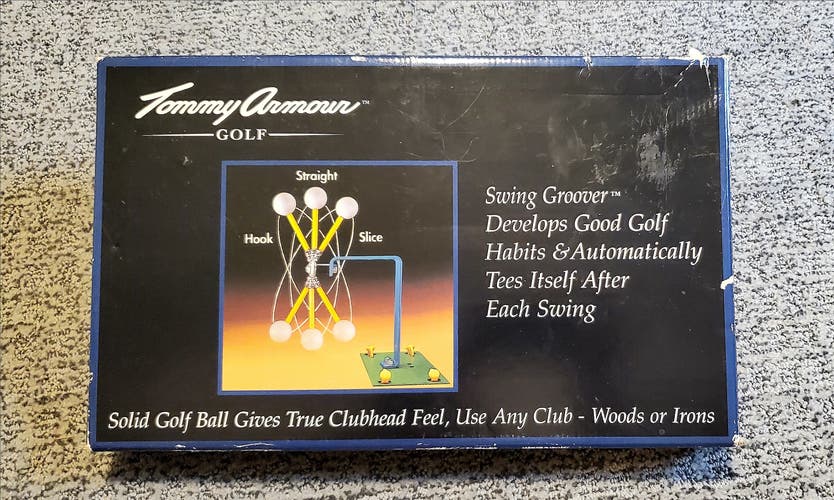 Tommy Armour™
GOLF
Straight
Hook
Slice
Swing Groover™
Develops Good Golf
Habits & Automatically
Tees Itself After
Each Swing
Solid Golf Ball Gives True Clubhead Feel, Use Any Club - Woods or Irons